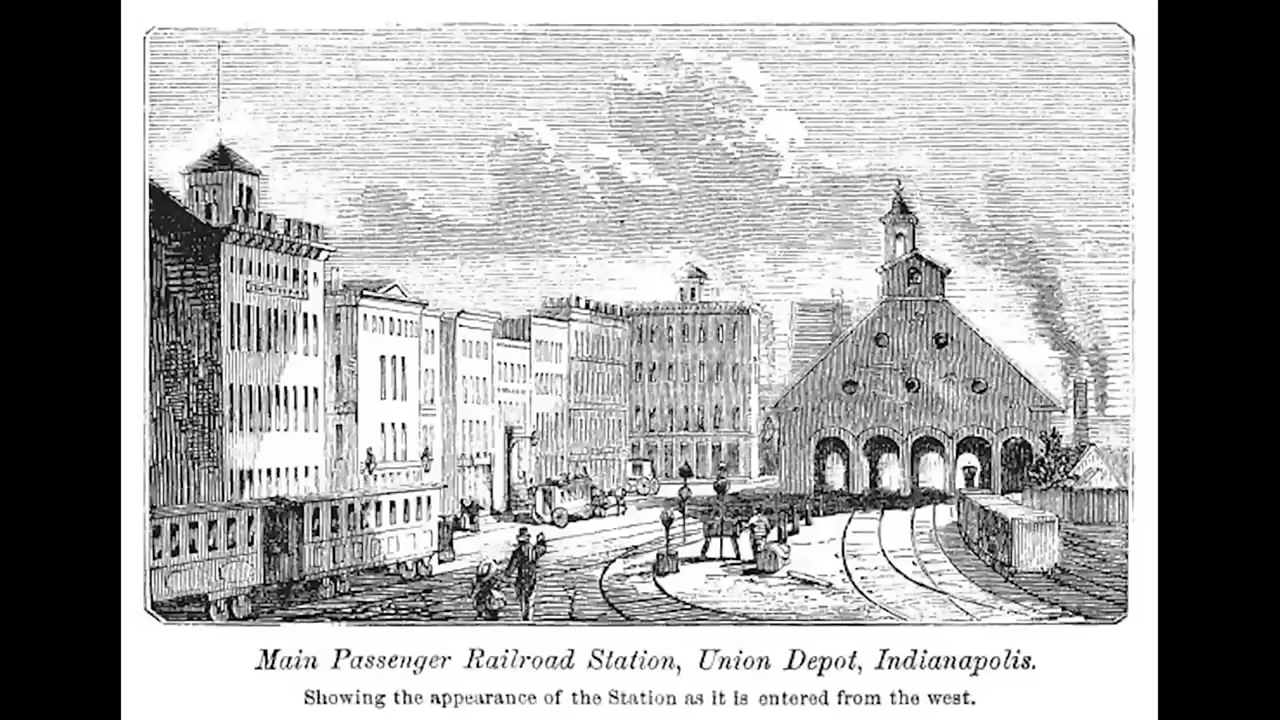 Main Passenger Railroad Station, Union Depot, Indianapolis.
Showing the appearance of the Station as it is entered from the west.